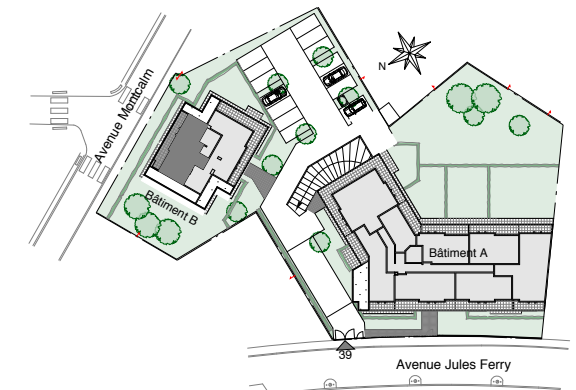 N
Avenue Montcalm
Bâtiment B
Bâtiment A
39
Avenue Jules Ferry